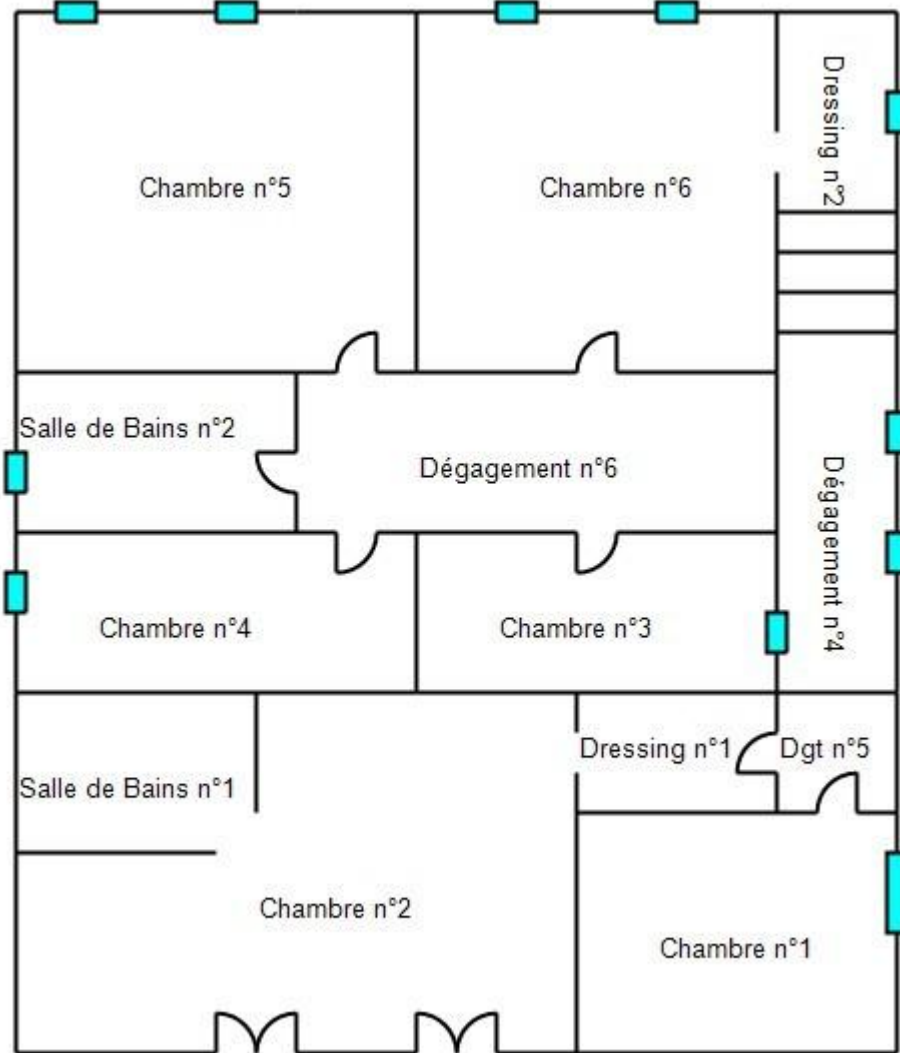 Dressing n°2
Chambre n°5
Chambre n°6
Salle de Bains n°2
Dégagement n°6
Dégagement n°4
Chambre n°4
Chambre n°3
Dressing n°1
Dgt n°5
Salle de Bains n°1
Chambre n°2
Chambre n°1